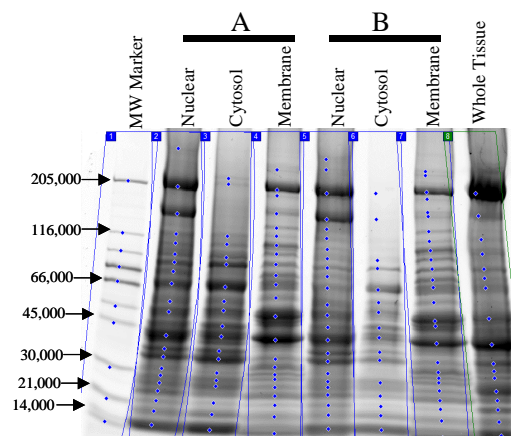 A B
MW Marker
Nuclear
Cytosol
Membrane
Nuclear
Cytosol
Membrane
Whole Tissue
1 2 3 4 5 6 7 8
205,000
116,000
66,000
45,000
30,000
21,000
14,000